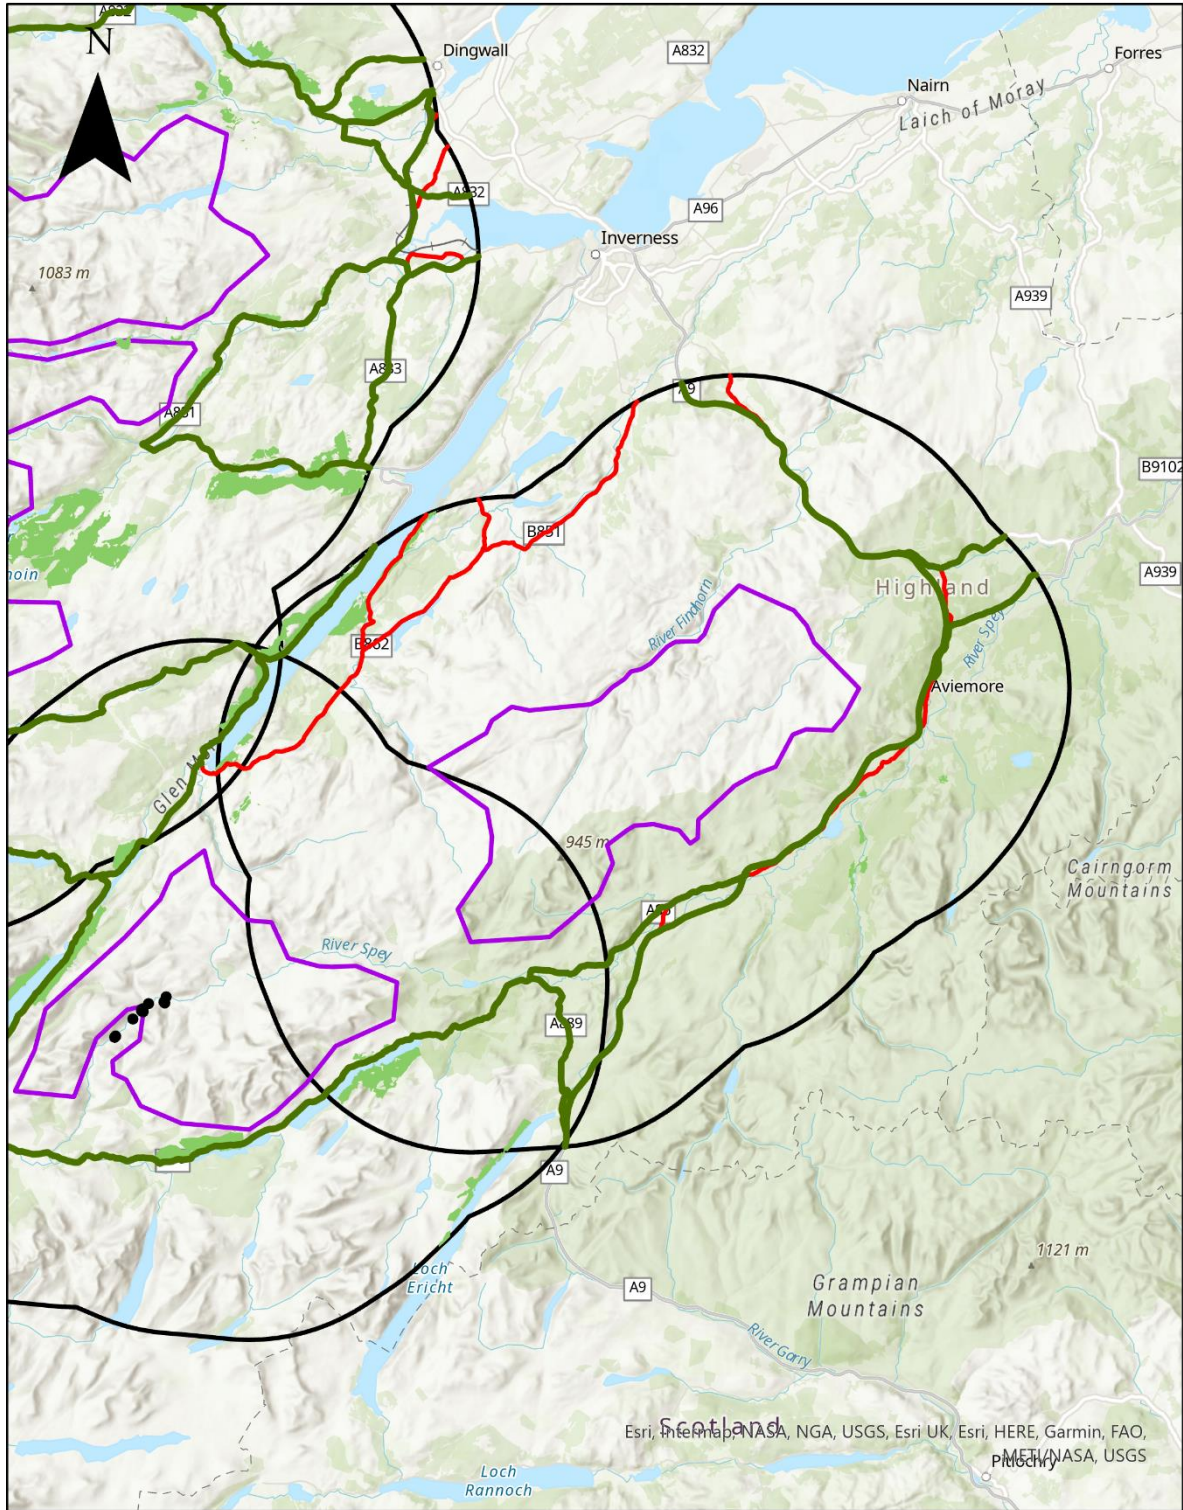 A832
N
Dingwall
A832
Forres
Nairn
Laich of Moray
A832
A96
Inverness
1083 m
A939
A833
A9
A831
B9102
B851
A939
Highland
River Findhorn
B862
River Spey
Aviemore
945 m
Cairngorm
Mountains
River Spey
A889
A9
1121 m
Loch
Ericht
A9
Grampian
Mountains
River Garry
Scotland
Esri, Intermap, NASA, NGA, USGS, Esri UK, Esri, HERE, Garmin, FAO,
METI/NASA, USGS
Pitlochry
Loch
Rannoch